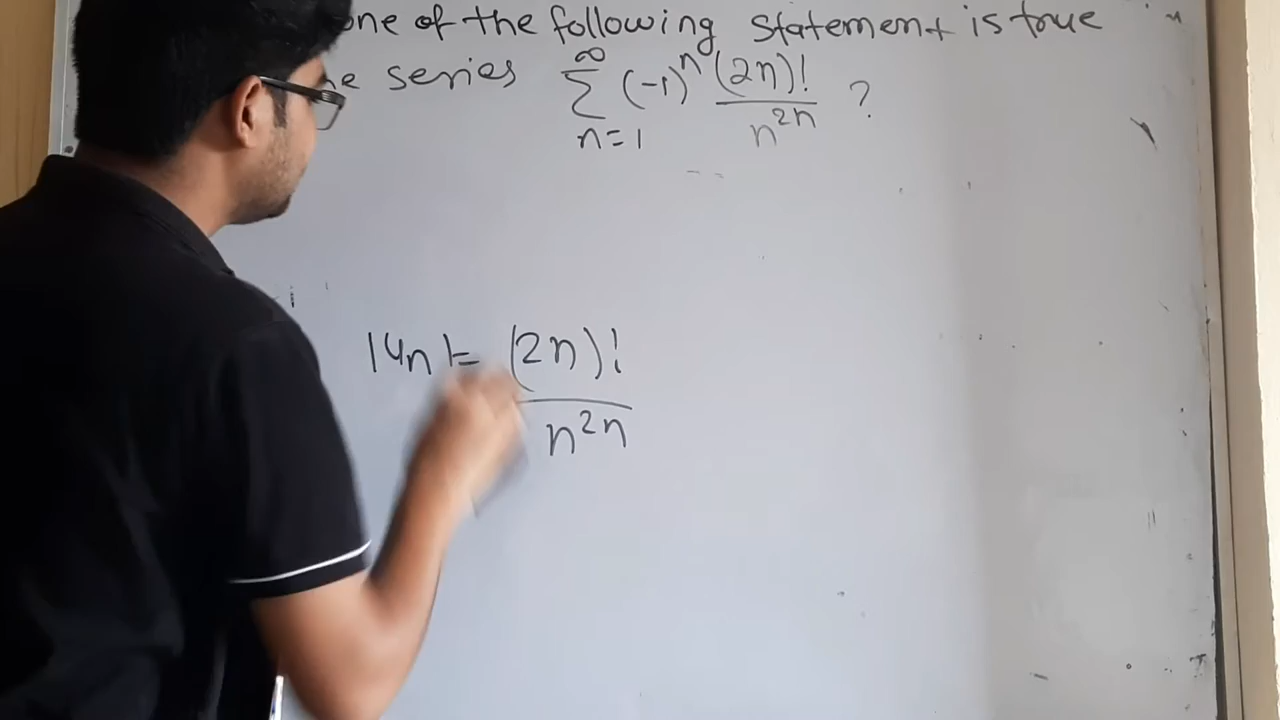 one of the following statement is true
series ∞ ∑ n=1 (-1)^n (2n)! / n^2n ?
|Un| = (2n)! / n^2n